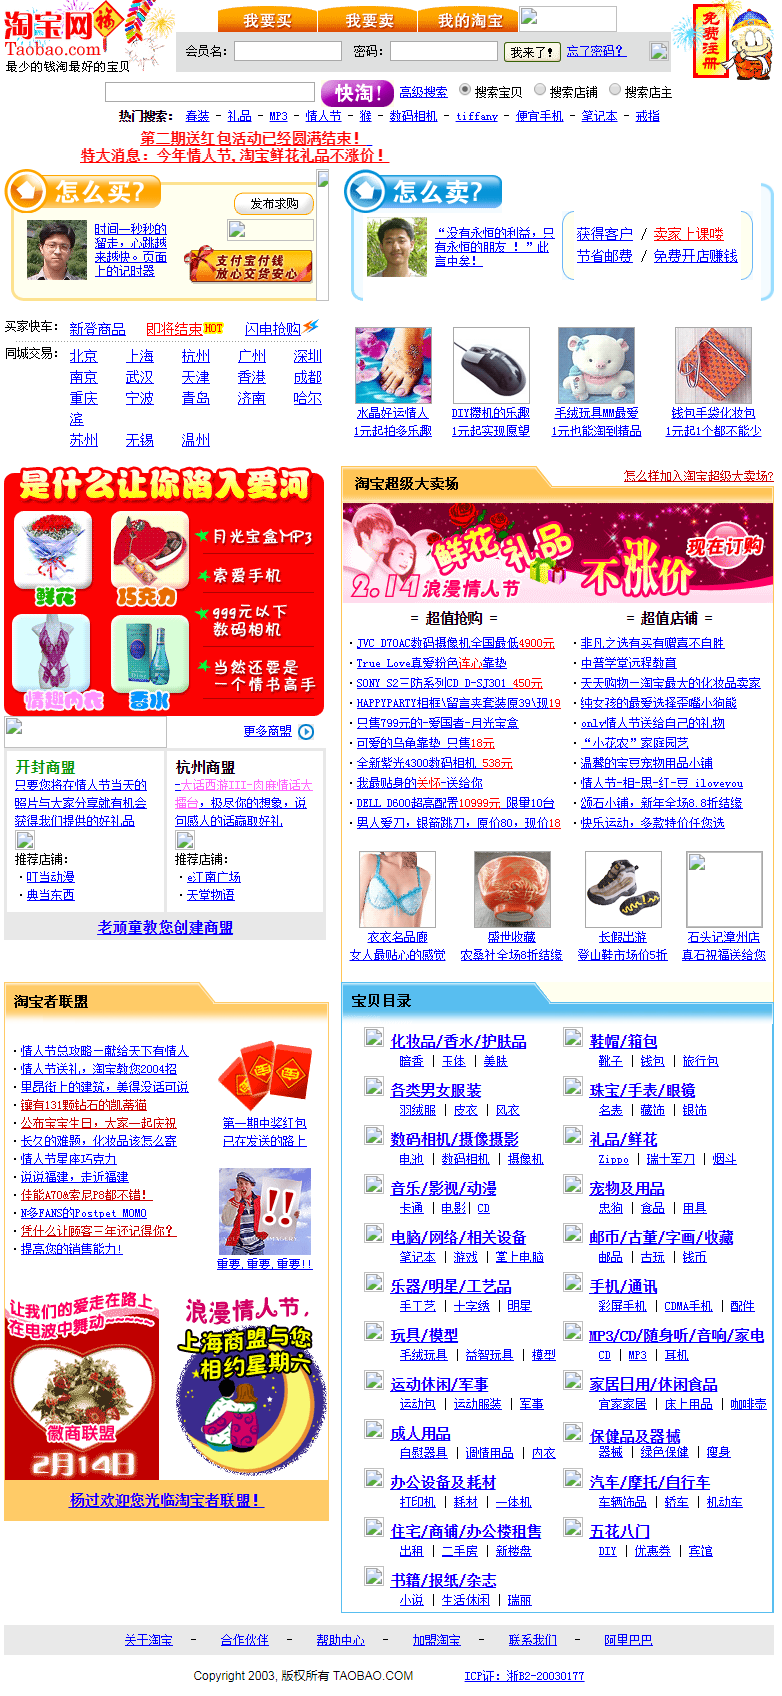 淘宝网
Taobao.com
最少的钱淘最好的宝贝
我要买 我要卖 我的淘宝
会员名： 密码： 我来了！ 忘了密码？
免费注册
快淘! 高级搜索 搜索宝贝 搜索店铺 搜索店主
热门搜索： 春装 - 礼品 - MP3 - 情人节 - 猴 - 数码相机 - tiffany - 便宜手机 - 笔记本 - 戒指
第二期送红包活动已经圆满结束！
特大消息：今年情人节,淘宝鲜花礼品不涨价！
怎么买?
发布求购
时间一秒秒的
溜走，心跳越
来越快。页面
上的记时器
支付宝付钱
放心交货安心
怎么卖?
“没有永恒的利益，只
有永恒的朋友 ！”此
言中矣！
获得客户 / 卖家上课喽
节省邮费 / 免费开店赚钱
买家快车： 新登商品 即将结束HOT 闪电抢购
同城交易： 北京 上海 杭州 广州 深圳
南京 武汉 天津 香港 成都
重庆 宁波 青岛 济南 哈尔
滨
苏州 无锡 温州
水晶好运情人
1元起拍多乐趣
DIY攒机的乐趣
1元起实现愿望
毛绒玩具MM最爱
1元也能淘到精品
钱包手袋化妆包
1元起1个都不能少
是什么让你陷入爱河
鲜花 巧克力
情趣内衣 香水
月光宝盒MP3
索爱手机
999元以下
数码相机
当然还要是
一个情书高手
更多商盟
开封商盟
只要您将在情人节当天的
照片与大家分享就有机会
获得我们提供的好礼品
推荐店铺：
·叮当动漫
·典当东西
杭州商盟
-大话西游III-肉麻情话大
擂台，极尽你的想象，说
句感人的话赢取好礼
推荐店铺：
·e江南广场
·天堂物语
老顽童教您创建商盟
淘宝超级大卖场 怎么样加入淘宝超级大卖场?
鲜花礼品 不涨价
2.14浪漫情人节
现在订购
= 超值抢购 =
·JVC D70AC数码摄像机全国最低4900元
·True Love真爱粉色连心靠垫
·SONY S2三防系列CD D-SJ301 450元
·HAPPYPARTY相框\留言夹套装原39\现19
·只售799元的-爱国者-月光宝盒
·可爱的乌龟靠垫 只售18元
·全新紫光4300数码相机 538元
·我最贴身的关怀-送给你
·DELL D600超高配置10999元 限量10台
·男人爱刀，银箭跳刀，原价80，现价18
= 超值店铺 =
·非凡之选有买有赠喜不自胜
·中普学堂远程教育
·天天购物－淘宝最大的化妆品卖家
·纯女孩的最爱选择歪嘴小狗熊
·only情人节送给自己的礼物
·“小花农”家庭园艺
·温馨的宝豆宠物用品小铺
·情人节-相-思-红-豆 iloveyou
·颂石小铺，新年全场8.8折结缘
·快乐运动，多款特价任您选
衣衣名品廊
女人最贴心的感觉
盛世收藏
农桑社全场8折结缘
长假出游
登山鞋市场价5折
石头记漳州店
真石祝福送给您
淘宝者联盟
·情人节总攻略－献给天下有情人
·情人节送礼，淘宝教您2004招
·里昂街上的建筑，美得没话可说
·镶有131颗钻石的凯蒂猫
·公布宝宝生日，大家一起庆祝
·长久的难题，化妆品该怎么寄
·情人节星座巧克力
·说说福建，走近福建
·佳能A70&索尼P8都不错！
·N多FANS的Postpet MOMO
·凭什么让顾客三年还记得你？
·提高您的销售能力!
第一期中奖红包
已在发送的路上
重要,重要,重要!!
让我们的爱走在路上
在电波中舞动~~~~
徽商联盟
02月14日
浪漫情人节，
上海商盟与您
相约星期六
杨过欢迎您光临淘宝者联盟！
宝贝目录
化妆品/香水/护肤品
暗香 | 玉体 | 美肤
鞋帽/箱包
靴子 | 钱包 | 旅行包
各类男女服装
羽绒服 | 皮衣 | 风衣
珠宝/手表/眼镜
名表 | 藏饰 | 银饰
数码相机/摄像摄影
电池 | 数码相机 | 摄像机
礼品/鲜花
Zippo | 瑞士军刀 | 烟斗
音乐/影视/动漫
卡通 | 电影| CD
宠物及用品
忠狗 | 食品 | 用具
电脑/网络/相关设备
笔记本 | 游戏 | 掌上电脑
邮币/古董/字画/收藏
邮品 | 古玩 | 钱币
乐器/明星/工艺品
手工艺 | 十字绣 | 明星
手机/通讯
彩屏手机 | CDMA手机 | 配件
玩具/模型
毛绒玩具 | 益智玩具 | 模型
MP3/CD/随身听/音响/家电
CD | MP3 | 耳机
运动休闲/军事
运动包 | 运动服装 | 军事
家居日用/休闲食品
宜家家居 | 床上用品 | 咖啡壶
成人用品
自慰器具 | 调情用品 | 内衣
保健品及器械
器械 | 绿色保健 | 瘦身
办公设备及耗材
打印机 | 耗材 | 一体机
汽车/摩托/自行车
车辆饰品 | 轿车 | 机动车
住宅/商铺/办公楼租售
出租 | 二手房 | 新楼盘
五花八门
DIY | 优惠券 | 宾馆
书籍/报纸/杂志
小说 | 生活休闲 | 瑞丽
关于淘宝 - 合作伙伴 - 帮助中心 - 加盟淘宝 - 联系我们 - 阿里巴巴
Copyright 2003, 版权所有 TAOBAO.COM ICP证：浙B2-20030177